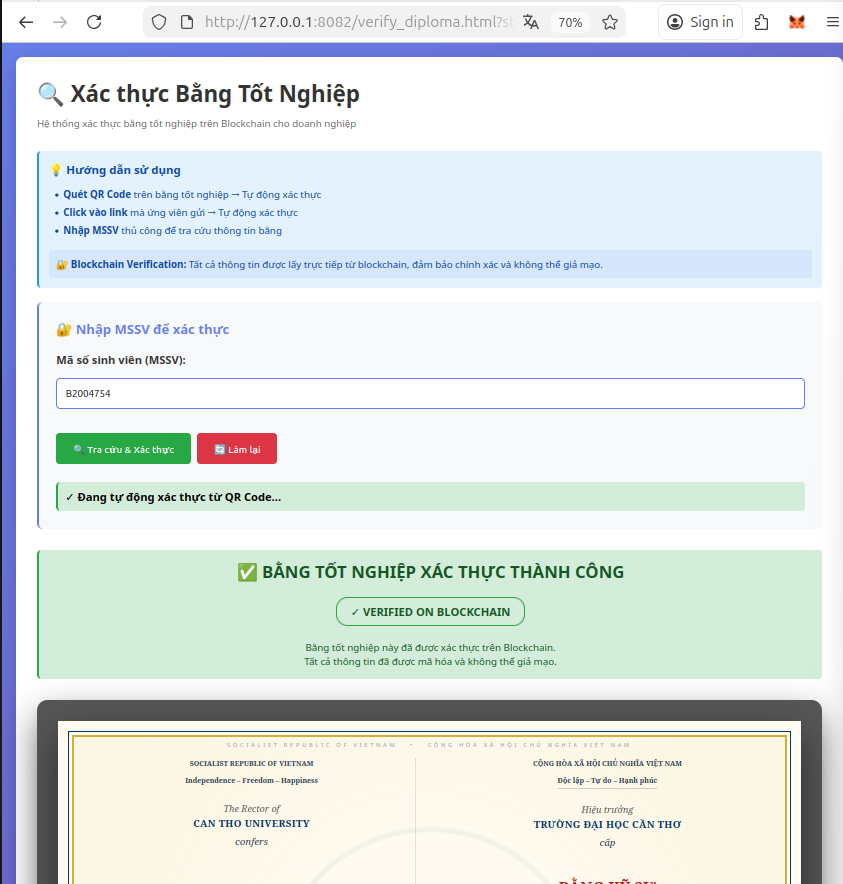 http://127.0.0.1:8082/verify_diploma.html?st
70%
Sign in
🔍 Xác thực Bằng Tốt Nghiệp
Hệ thống xác thực bằng tốt nghiệp trên Blockchain cho doanh nghiệp
💡 Hướng dẫn sử dụng
• Quét QR Code trên bằng tốt nghiệp → Tự động xác thực
• Click vào link mà ứng viên gửi → Tự động xác thực
• Nhập MSSV thủ công để tra cứu thông tin bằng
🔐 Blockchain Verification: Tất cả thông tin được lấy trực tiếp từ blockchain, đảm bảo chính xác và không thể giả mạo.
🔐 Nhập MSSV để xác thực
Mã số sinh viên (MSSV):
B2004754
🔍 Tra cứu & Xác thực
🔄 Làm lại
✓ Đang tự động xác thực từ QR Code...
✅ BẰNG TỐT NGHIỆP XÁC THỰC THÀNH CÔNG
✓ VERIFIED ON BLOCKCHAIN
Bằng tốt nghiệp này đã được xác thực trên Blockchain.
Tất cả thông tin đã được mã hóa và không thể giả mạo.
SOCIALIST REPUBLIC OF VIETNAM • CỘNG HÒA XÃ HỘI CHỦ NGHĨA VIỆT NAM
SOCIALIST REPUBLIC OF VIETNAM
Independence – Freedom – Happiness
The Rector of
CAN THO UNIVERSITY
confers
CỘNG HÒA XÃ HỘI CHỦ NGHĨA VIỆT NAM
Độc lập – Tự do – Hạnh phúc
Hiệu trưởng
TRƯỜNG ĐẠI HỌC CẦN THƠ
cấp